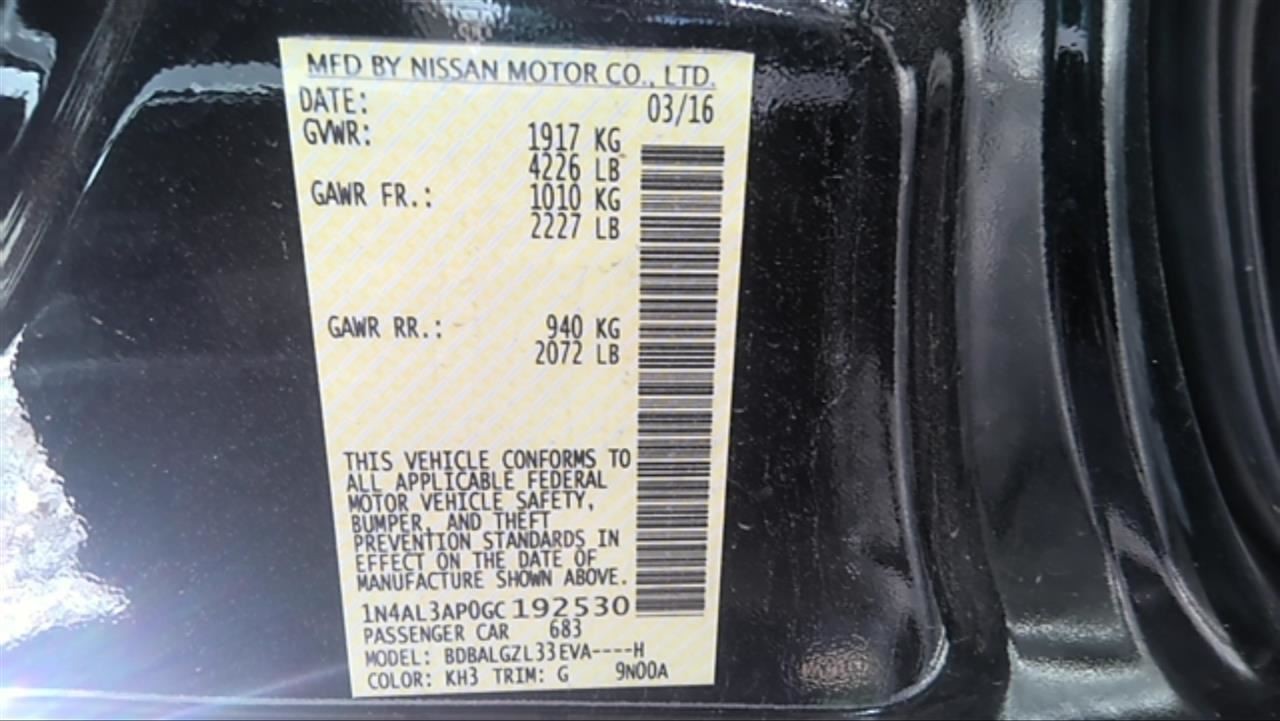 MFD BY NISSAN MOTOR CO., LTD.
DATE: 03/16
GVWR: 1917 KG
4226 LB
GAWR FR.: 1010 KG
2227 LB
GAWR RR.: 940 KG
2072 LB
THIS VEHICLE CONFORMS TO
ALL APPLICABLE FEDERAL
MOTOR VEHICLE SAFETY,
BUMPER, AND THEFT
PREVENTION STANDARDS IN
EFFECT ON THE DATE OF
MANUFACTURE SHOWN ABOVE.
1N4AL3AP0GC192530
PASSENGER CAR 683
MODEL: BDBALGZL33EVA----H
COLOR: KH3 TRIM: G 9N00A